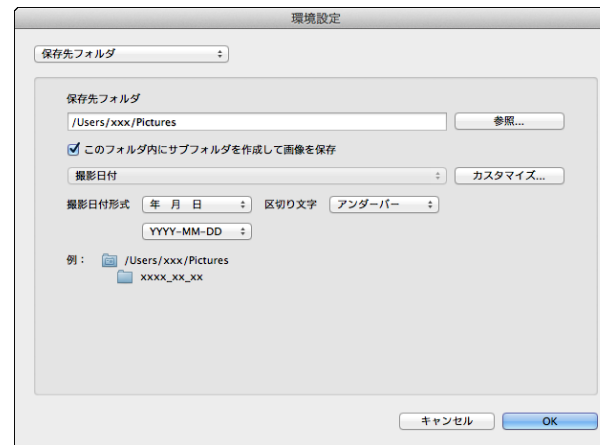 環境設定
保存先フォルダ
保存先フォルダ
/Users/xxx/Pictures 参照...
このフォルダ内にサブフォルダを作成して画像を保存
撮影日付 カスタマイズ...
撮影日付形式 年 月 日 区切り文字 アンダーバー
YYYY-MM-DD
例： /Users/xxx/Pictures
xxxx_xx_xx
キャンセル OK